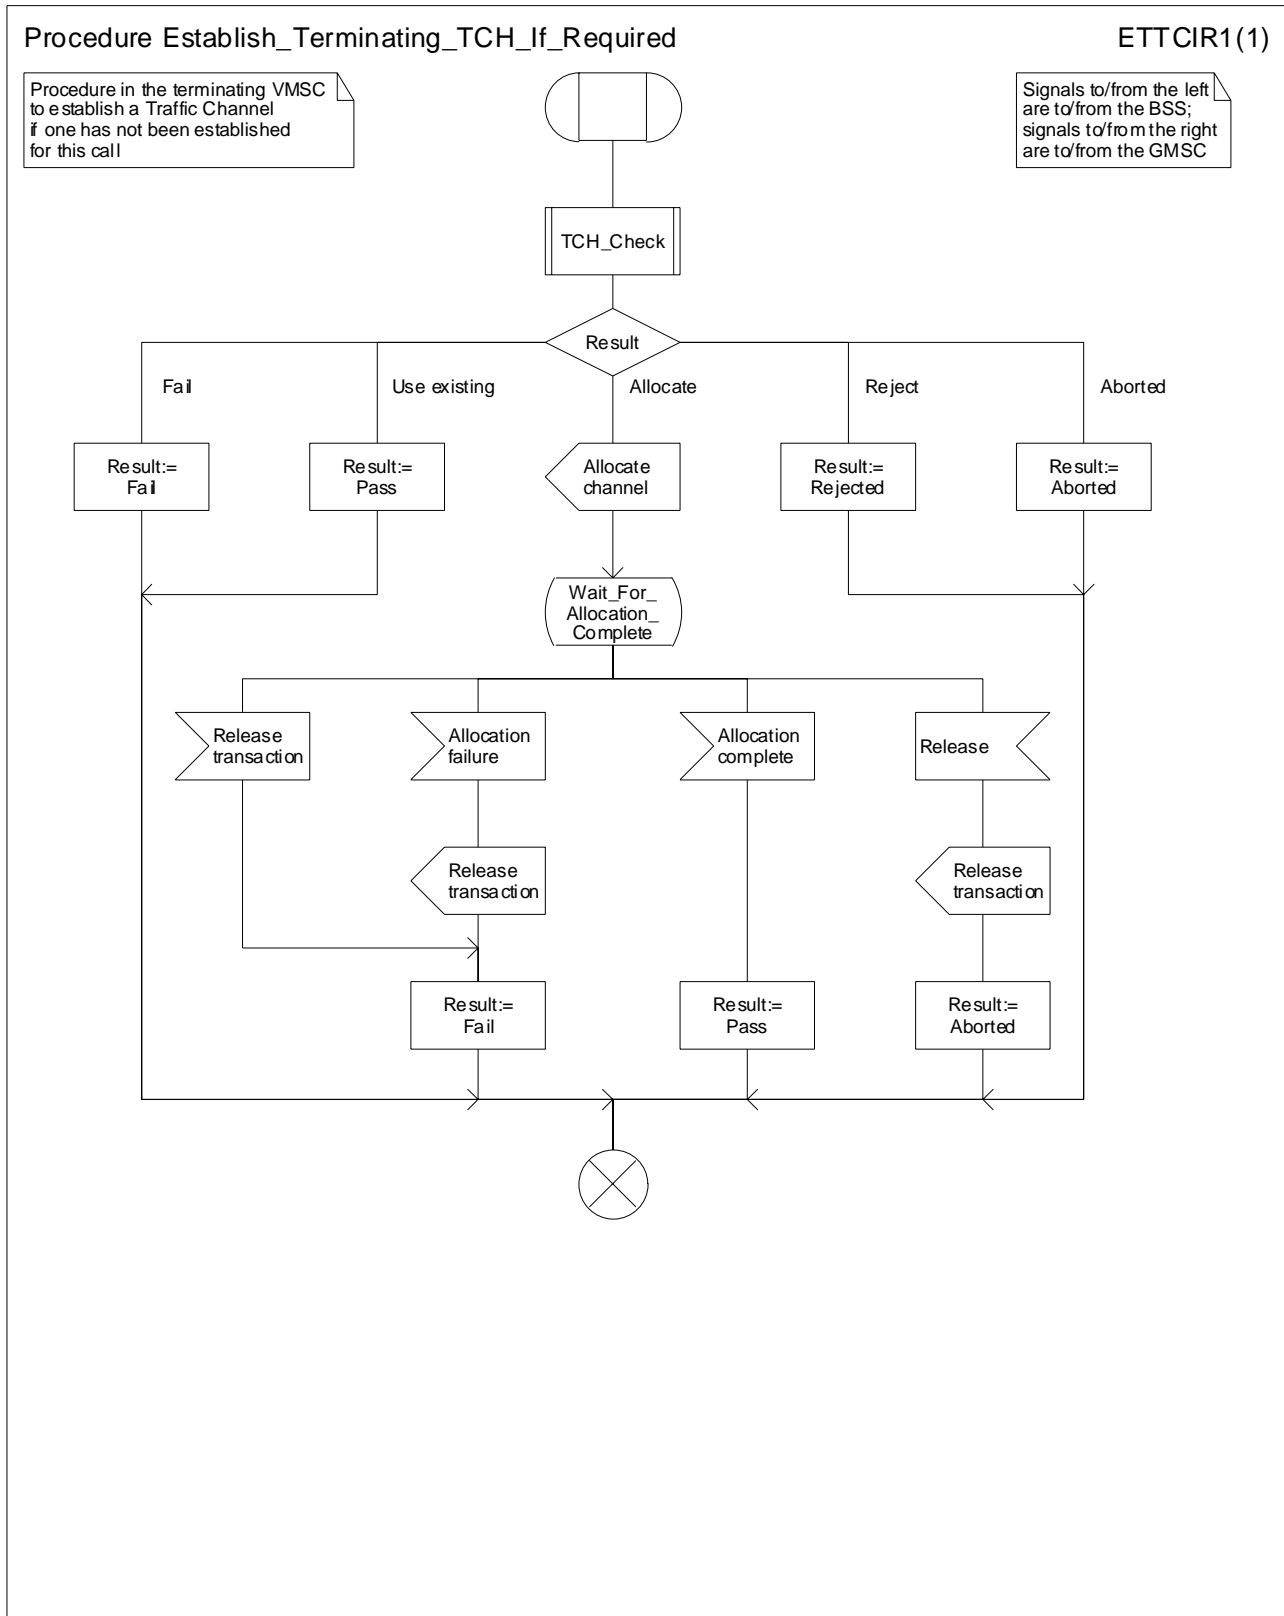 Procedure Establish_Terminating_TCH_If_Required
ETTCIR1(1)
Procedure in the terminating VMSC
to establish a Traffic Channel
if one has not been established
for this call
Signals to/from the left
are to/from the BSS;
signals to/from the right
are to/from the GMSC
TCH_Check
Result
Fail
Use existing
Allocate
Reject
Aborted
Result:=
Fail
Result:=
Pass
Allocate
channel
Result:=
Rejected
Result:=
Aborted
Wait_For_
Allocation_
Complete
Release
transaction
Allocation
failure
Allocation
complete
Release
Release
transaction
Release
transaction
Result:=
Fail
Result:=
Pass
Result:=
Aborted